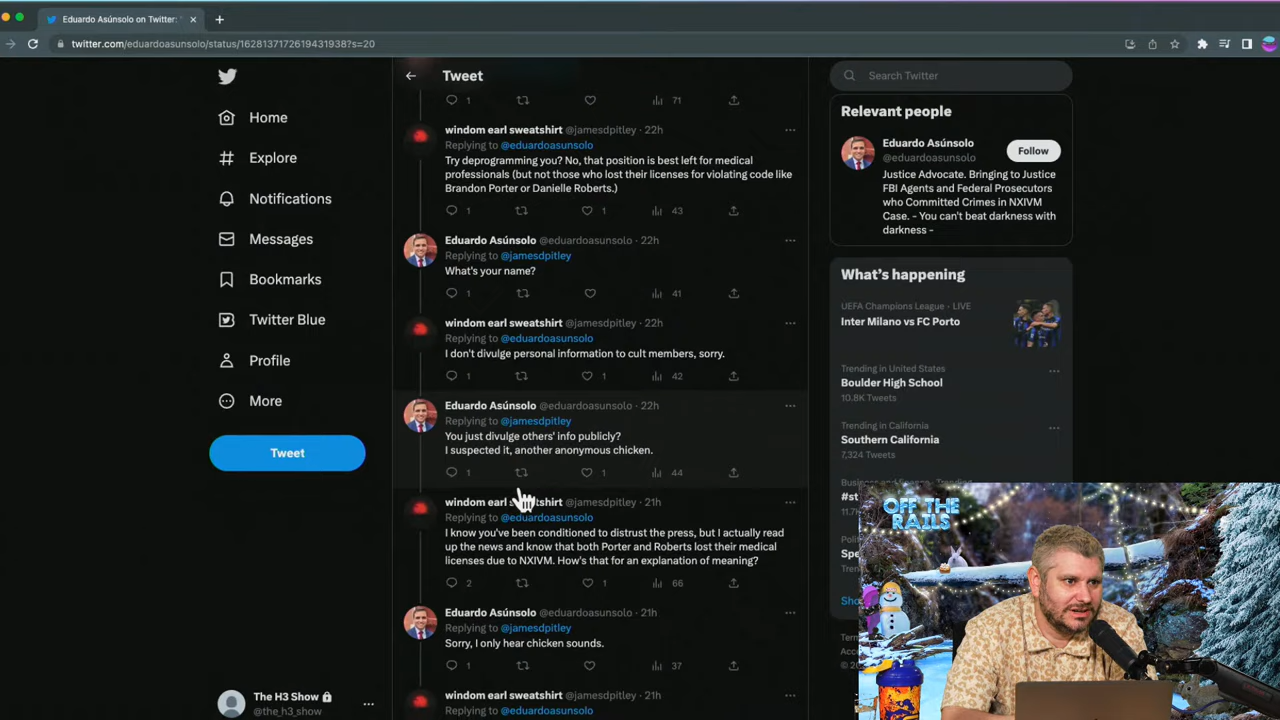 Eduardo Asúnsolo on Twitter: "
twitter.com/eduardoasunsolo/status/1628137172619431938?s=20
Home
Explore
Notifications
Messages
Bookmarks
Twitter Blue
Profile
More
Tweet
The H3 Show
@the_h3_show
Tweet
1
71
windom earl sweatshirt @jamesdpitley · 22h
Replying to @eduardoasunsolo
Try deprogramming you? No, that position is best left for medical
professionals (but not those who lost their licenses for violating code like
Brandon Porter or Danielle Roberts.)
1 1 43
Eduardo Asúnsolo @eduardoasunsolo · 22h
Replying to @jamesdpitley
What's your name?
1 41
windom earl sweatshirt @jamesdpitley · 22h
Replying to @eduardoasunsolo
I don't divulge personal information to cult members, sorry.
1 1 42
Eduardo Asúnsolo @eduardoasunsolo · 22h
Replying to @jamesdpitley
You just divulge others' info publicly?
I suspected it, another anonymous chicken.
1 1 44
windom earl sweatshirt @jamesdpitley · 21h
Replying to @eduardoasunsolo
I know you've been conditioned to distrust the press, but I actually read
up the news and know that both Porter and Roberts lost their medical
licenses due to NXIVM. How's that for an explanation of meaning?
2 1 66
Eduardo Asúnsolo @eduardoasunsolo · 21h
Replying to @jamesdpitley
Sorry, I only hear chicken sounds.
1 37
windom earl sweatshirt @jamesdpitley · 21h
Replying to @eduardoasunsolo
Search Twitter
Relevant people
Eduardo Asúnsolo
@eduardoasunsolo
Follow
Justice Advocate. Bringing to Justice
FBI Agents and Federal Prosecutors
who Committed Crimes in NXIVM
Case. - You can't beat darkness with
darkness -
What's happening
UEFA Champions League · LIVE
Inter Milano vs FC Porto
Trending in United States
Boulder High School
10.8K Tweets
Trending in California
Southern California
7,324 Tweets
#st
11.7
OFF THE
RAILS